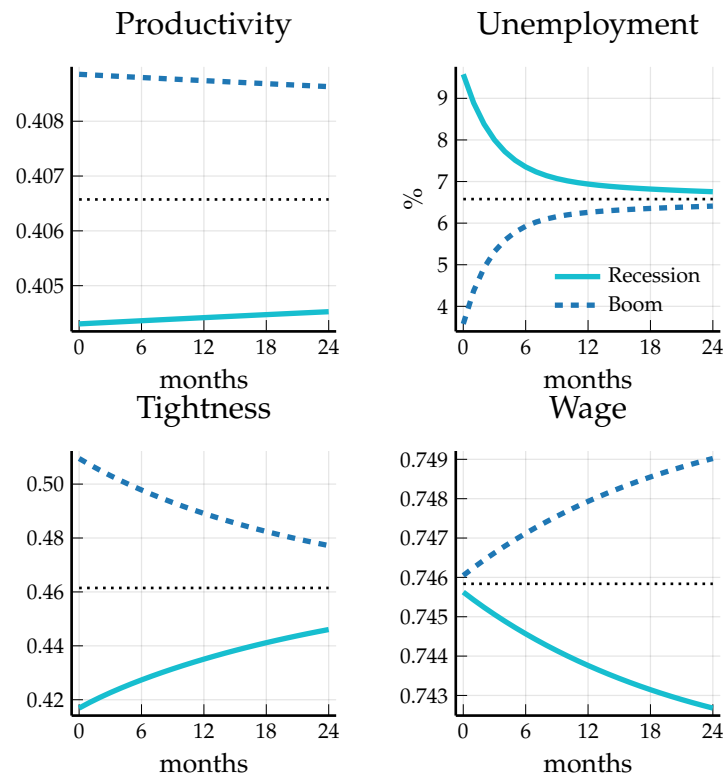 Productivity
0.408
0.407
0.406
0.405
0 6 12 18 24
months
Unemployment
9
8
7
6
5
4
%
Recession
Boom
0 6 12 18 24
months
Tightness
0.50
0.48
0.46
0.44
0.42
0 6 12 18 24
months
Wage
0.749
0.748
0.747
0.746
0.745
0.744
0.743
0 6 12 18 24
months